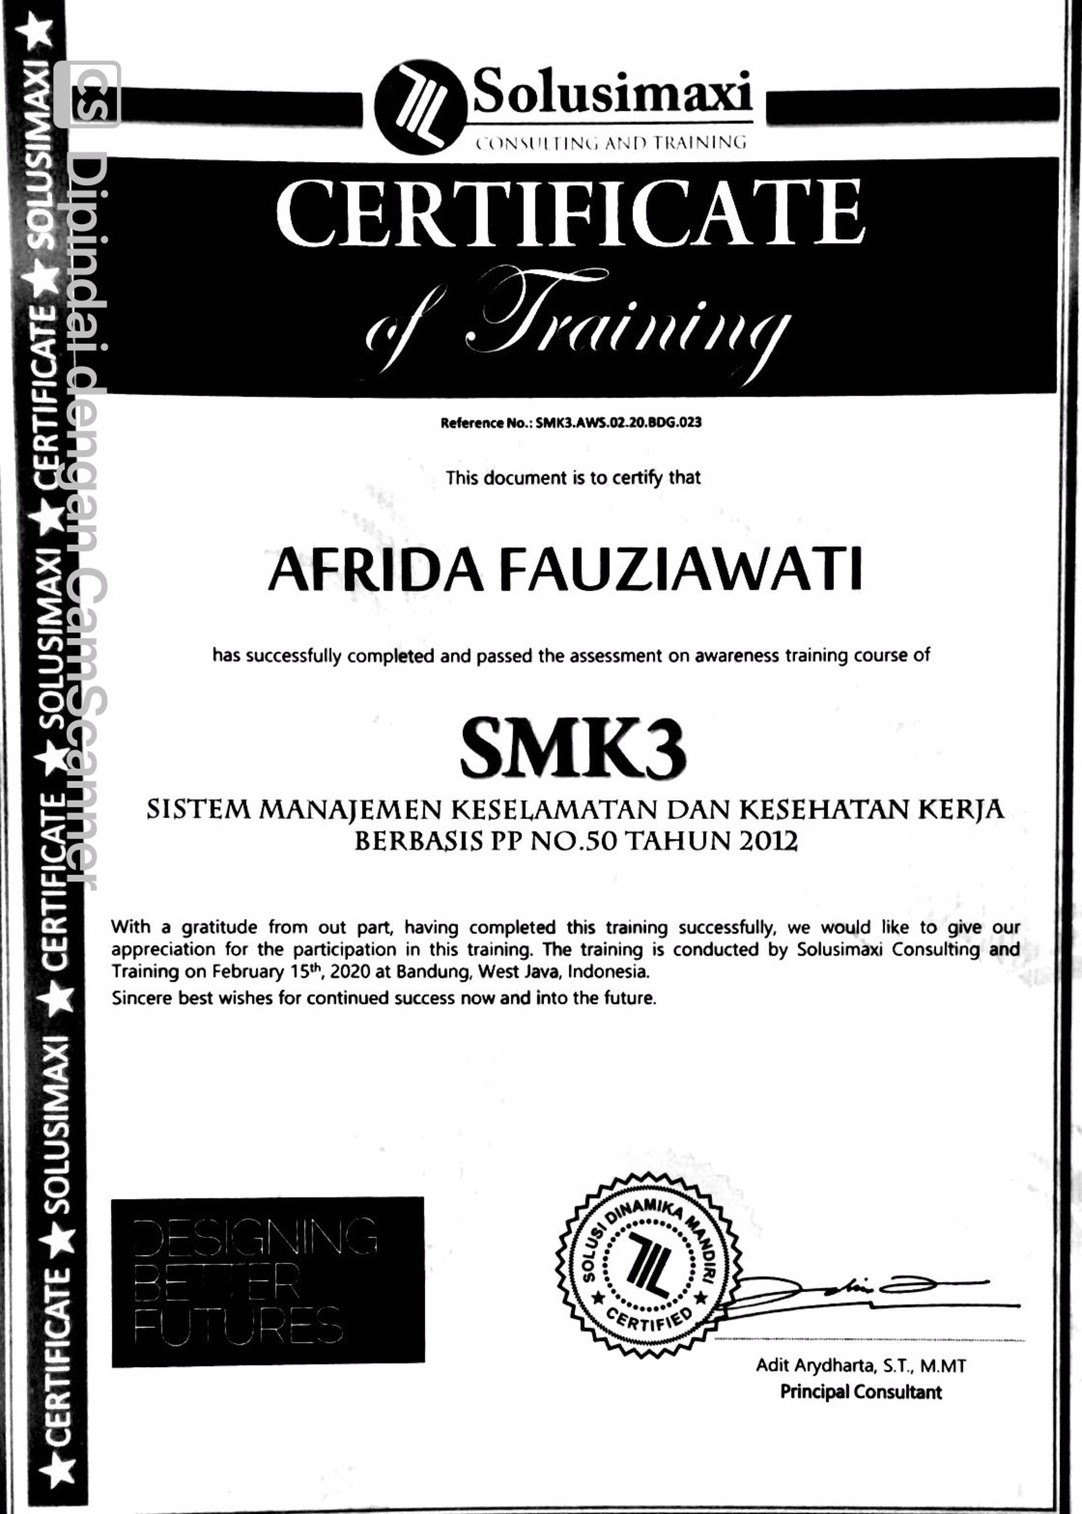 Solusimaxi
CONSULTING AND TRAINING
CERTIFICATE
of Training
Reference No.: SMK3.AWS.02.20.BDG.023
This document is to certify that
AFRIDA FAUZIAWATI
has successfully completed and passed the assessment on awareness training course of
SMK3
SISTEM MANAJEMEN KESELAMATAN DAN KESEHATAN KERJA
BERBASIS PP NO.50 TAHUN 2012
With a gratitude from out part, having completed this training successfully, we would like to give our
appreciation for the participation in this training. The training is conducted by Solusimaxi Consulting and
Training on February 15th, 2020 at Bandung, West Java, Indonesia.
Sincere best wishes for continued success now and into the future.
DESIGNING
BETTER
FUTURES
SOLUSI DINAMIKA MANDIRI
CERTIFIED
Adit Arydharta, S.T., M.MT
Principal Consultant
★ CERTIFICATE ★ SOLUSIMAXI ★ CERTIFICATE ★ SOLUSIMAXI ★ CERTIFICATE ★ SOLUSIMAXI ★
CS Dipindai dengan CamScanner